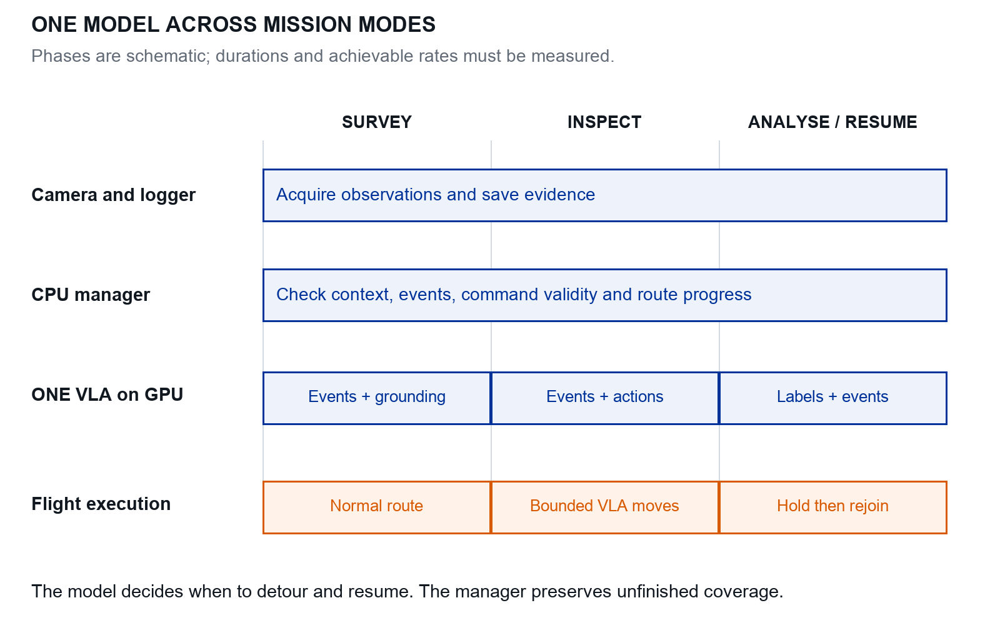 ONE MODEL ACROSS MISSION MODES
Phases are schematic; durations and achievable rates must be measured.
SURVEY
INSPECT
ANALYSE / RESUME
Camera and logger
Acquire observations and save evidence
CPU manager
Check context, events, command validity and route progress
ONE VLA on GPU
Events + grounding
Events + actions
Labels + events
Flight execution
Normal route
Bounded VLA moves
Hold then rejoin
The model decides when to detour and resume. The manager preserves unfinished coverage.